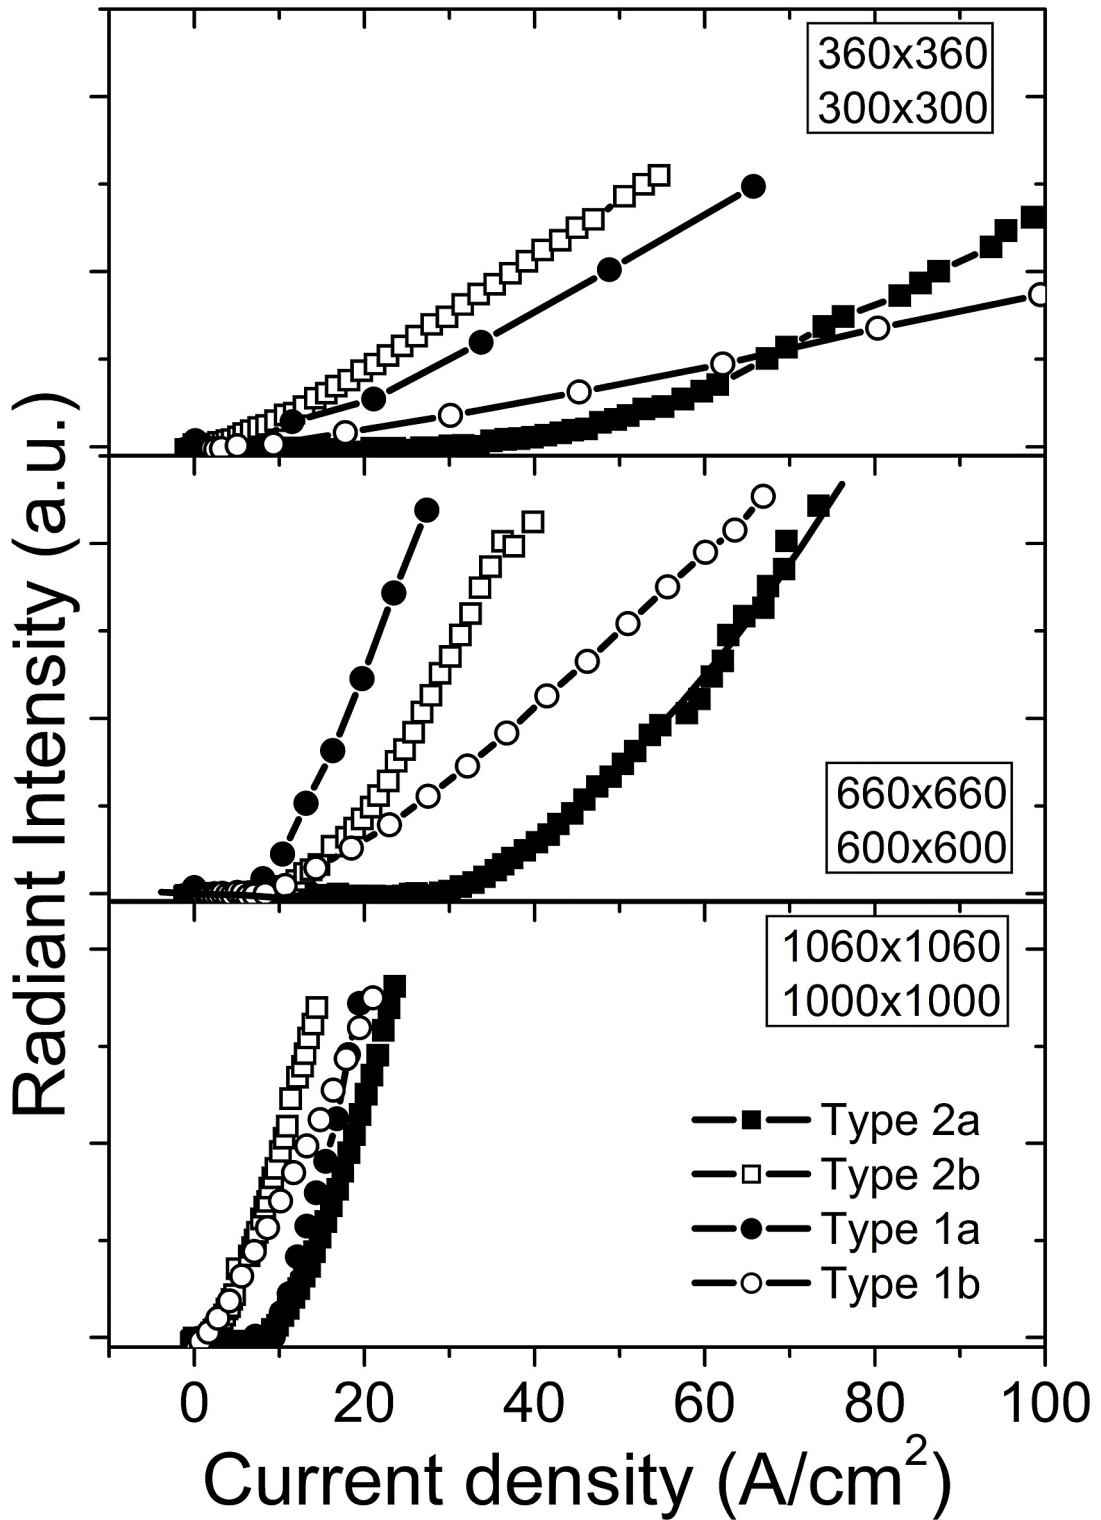 360x360
300x300
660x660
600x600
1060x1060
1000x1000
Type 2a
Type 2b
Type 1a
Type 1b
Radiant Intensity (a.u.)
0 20 40 60 80 100
Current density (A/cm²)